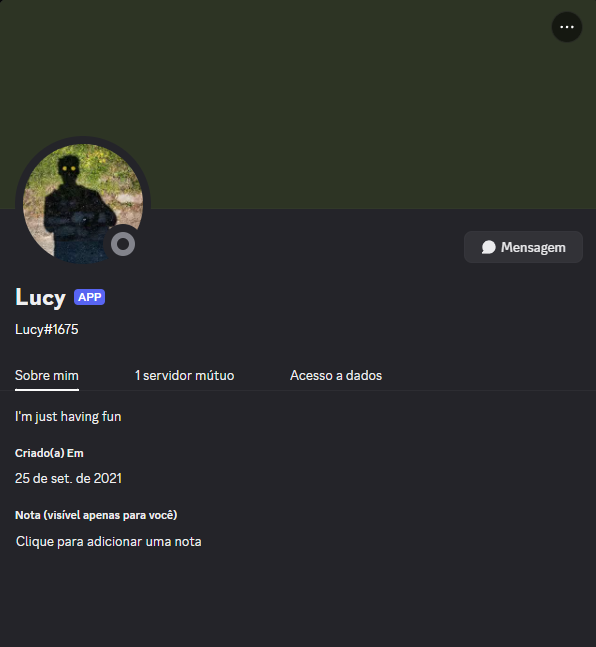 Mensagem
Lucy APP
Lucy#1675
Sobre mim 1 servidor mútuo Acesso a dados
I'm just having fun
Criado(a) Em
25 de set. de 2021
Nota (visível apenas para você)
Clique para adicionar uma nota